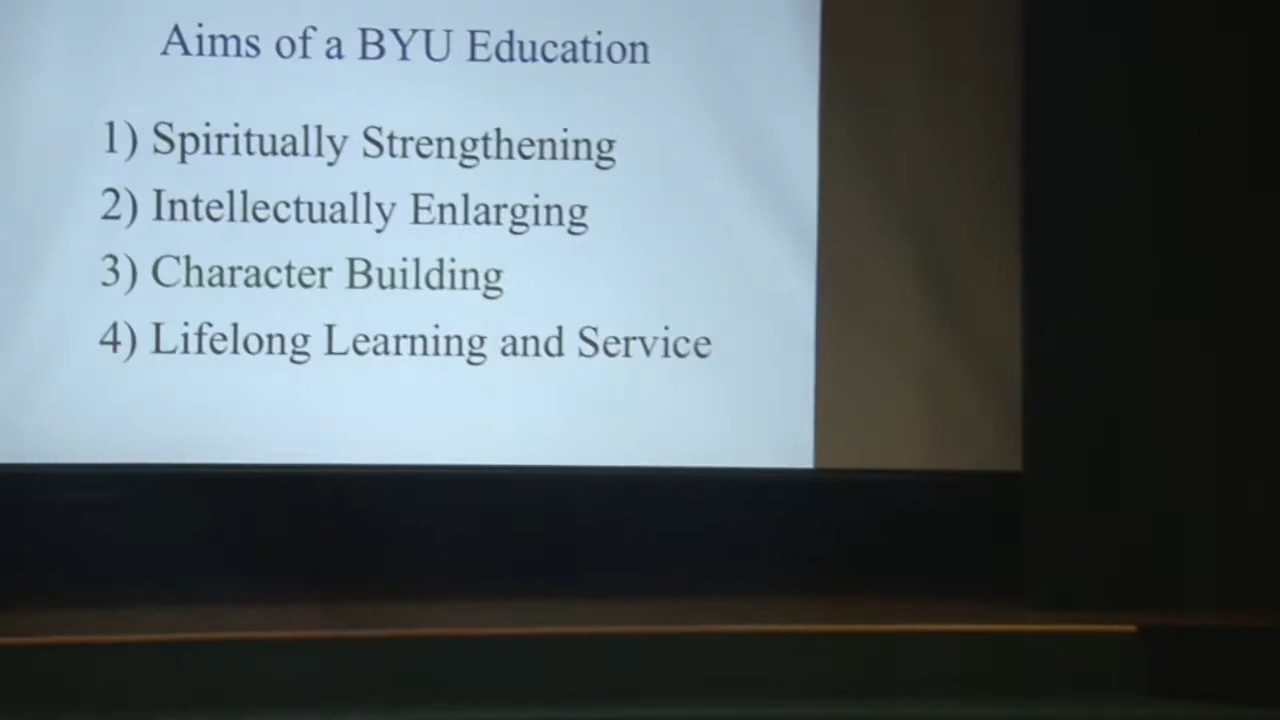 Aims of a BYU Education
1) Spiritually Strengthening
2) Intellectually Enlarging
3) Character Building
4) Lifelong Learning and Service